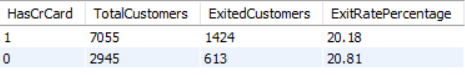 HasCrCard TotalCustomers ExitedCustomers ExitRatePercentage
1 7055 1424 20.18
0 2945 613 20.81